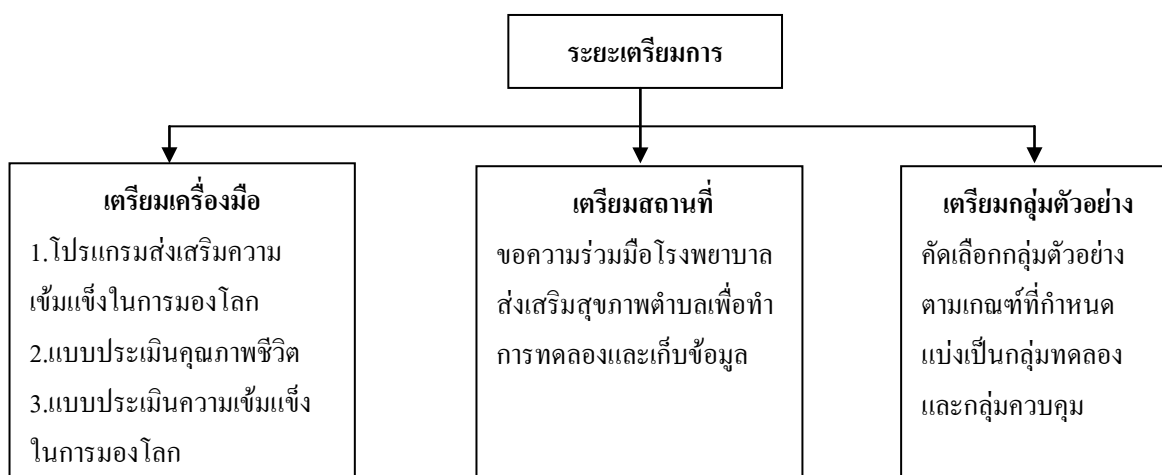 ระยะเตรียมการ
เตรียมเครื่องมือ
1.โปรแกรมส่งเสริมความ
เข้มแข็งในการมองโลก
2.แบบประเมินคุณภาพชีวิต
3.แบบประเมินความเข้มแข็ง
ในการมองโลก
เตรียมสถานที่
ขอความร่วมมือโรงพยาบาล
ส่งเสริมสุขภาพตำบลเพื่อทำ
การทดลองและเก็บข้อมูล
เตรียมกลุ่มตัวอย่าง
คัดเลือกกลุ่มตัวอย่าง
ตามเกณฑ์ที่กำหนด
แบ่งเป็นกลุ่มทดลอง
และกลุ่มควบคุม